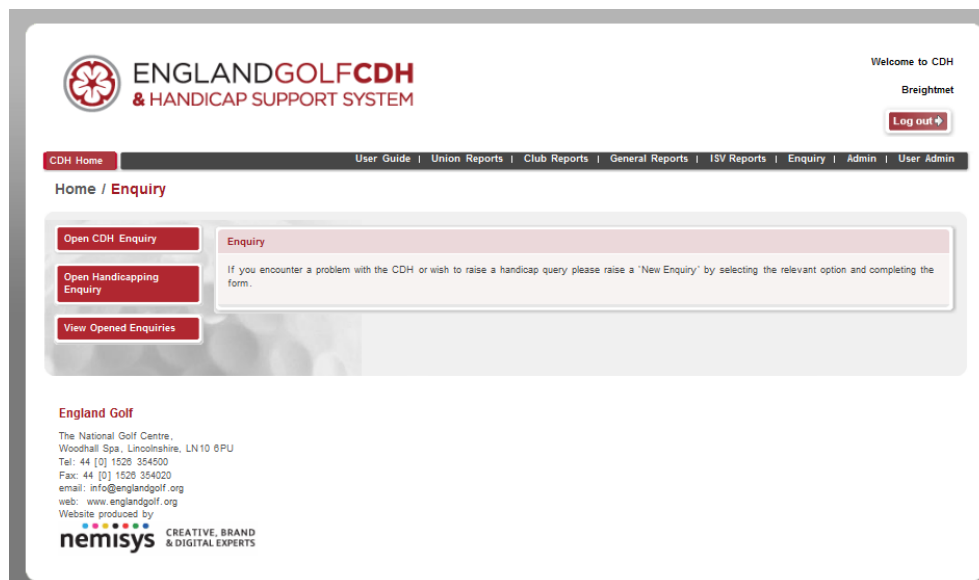 ENGLANDGOLFCDH
& HANDICAP SUPPORT SYSTEM
Welcome to CDH
Breightmet
Log out
CDH Home
User Guide | Union Reports | Club Reports | General Reports | ISV Reports | Enquiry | Admin | User Admin
Home / Enquiry
Open CDH Enquiry
Open Handicapping
Enquiry
View Opened Enquiries
Enquiry
If you encounter a problem with the CDH or wish to raise a handicap query please raise a 'New Enquiry' by selecting the relevant option and completing the
form.
England Golf
The National Golf Centre,
Woodhall Spa, Lincolnshire, LN10 6PU
Tel: 44 [0] 1526 354500
Fax: 44 [0] 1526 354020
email: info@englandgolf.org
web: www.englandgolf.org
Website produced by
nemisys
CREATIVE, BRAND
& DIGITAL EXPERTS